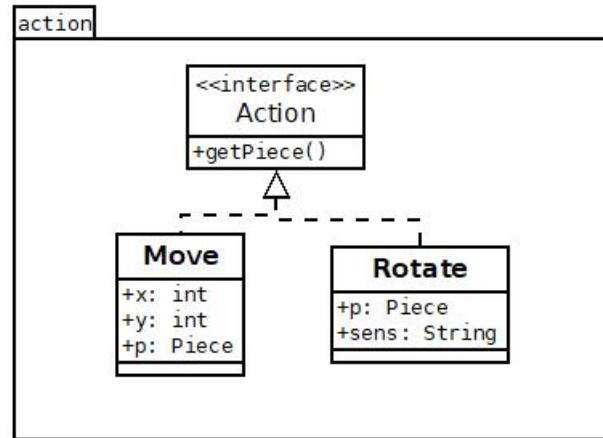 action
<<interface>>
Action
+getPiece()
Move
+x: int
+y: int
+p: Piece
Rotate
+p: Piece
+sens: String